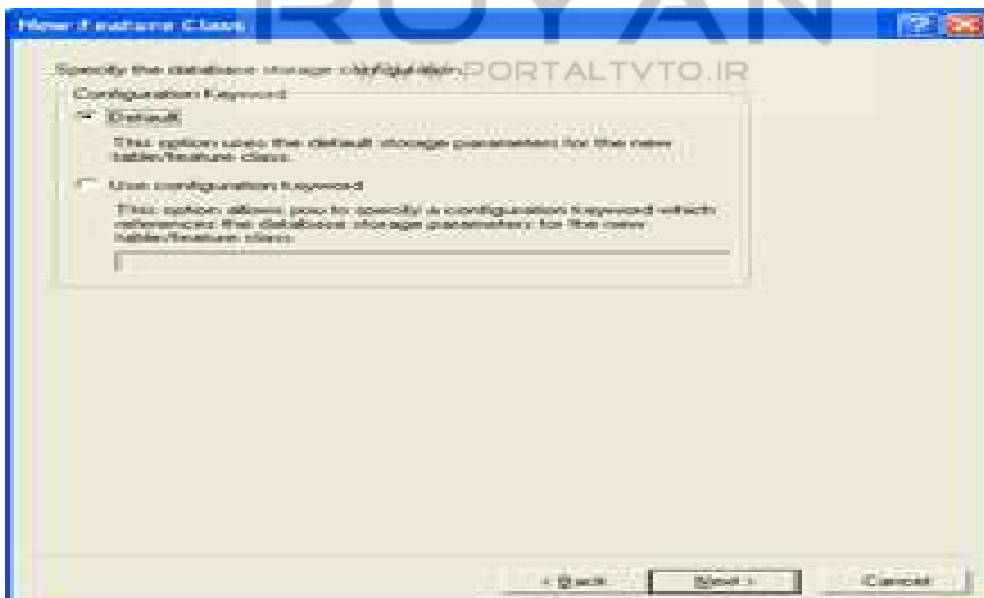 ROYAN
New Feature Class
WWW.PORTALTVTO.IR
Specify the database storage configuration.
Configuration Keyword
Default
This option uses the default storage parameters for the new
table/feature class.
Use configuration keyword
This option allows you to specify a configuration keyword which
references the database storage parameters for the new
table/feature class.
< Back
Next >
Cancel